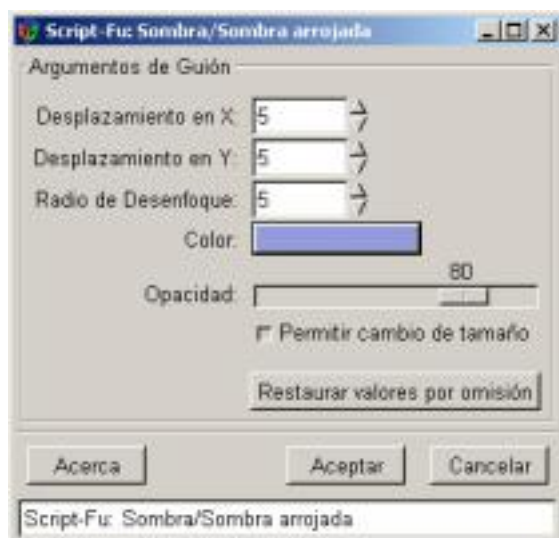 Script-Fu: Sombra/Sombra arrojada
Argumentos de Guión
Desplazamiento en X: 5
Desplazamiento en Y: 5
Radio de Desenfoque: 5
Color:
80
Opacidad:
Permitir cambio de tamaño
Restaurar valores por omisión
Acerca Aceptar Cancelar
Script-Fu: Sombra/Sombra arrojada